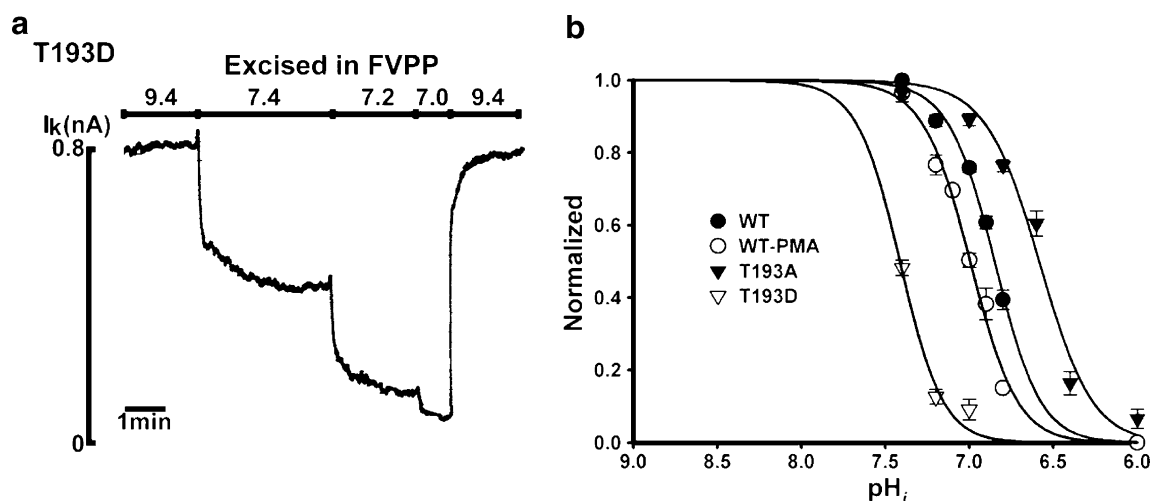 a
T193D
Excised in FVPP
9.4 7.4 7.2 7.0 9.4
Ik(nA)
0.8
1min
0
b
Normalized
1.0
0.8
0.6
0.4
0.2
0.0
WT
WT-PMA
T193A
T193D
9.0 8.5 8.0 7.5 7.0 6.5 6.0
pHi